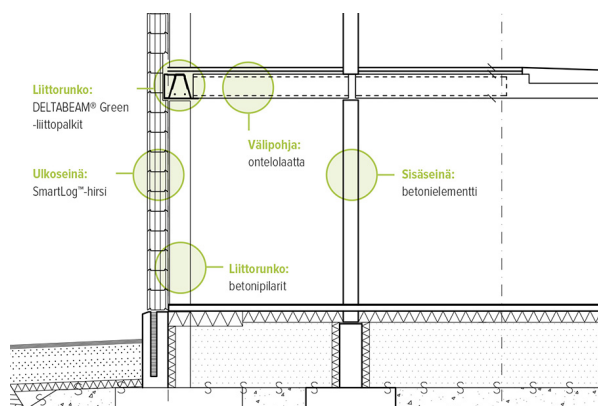 Liittorunko:
DELTABEAM® Green
-liittopalkit
Välipohja:
ontelolaatta
Ulkoseinä:
SmartLog™-hirsi
Sisäseinä:
betonielementti
Liittorunko:
betonipilarit
S S S S S S S S S